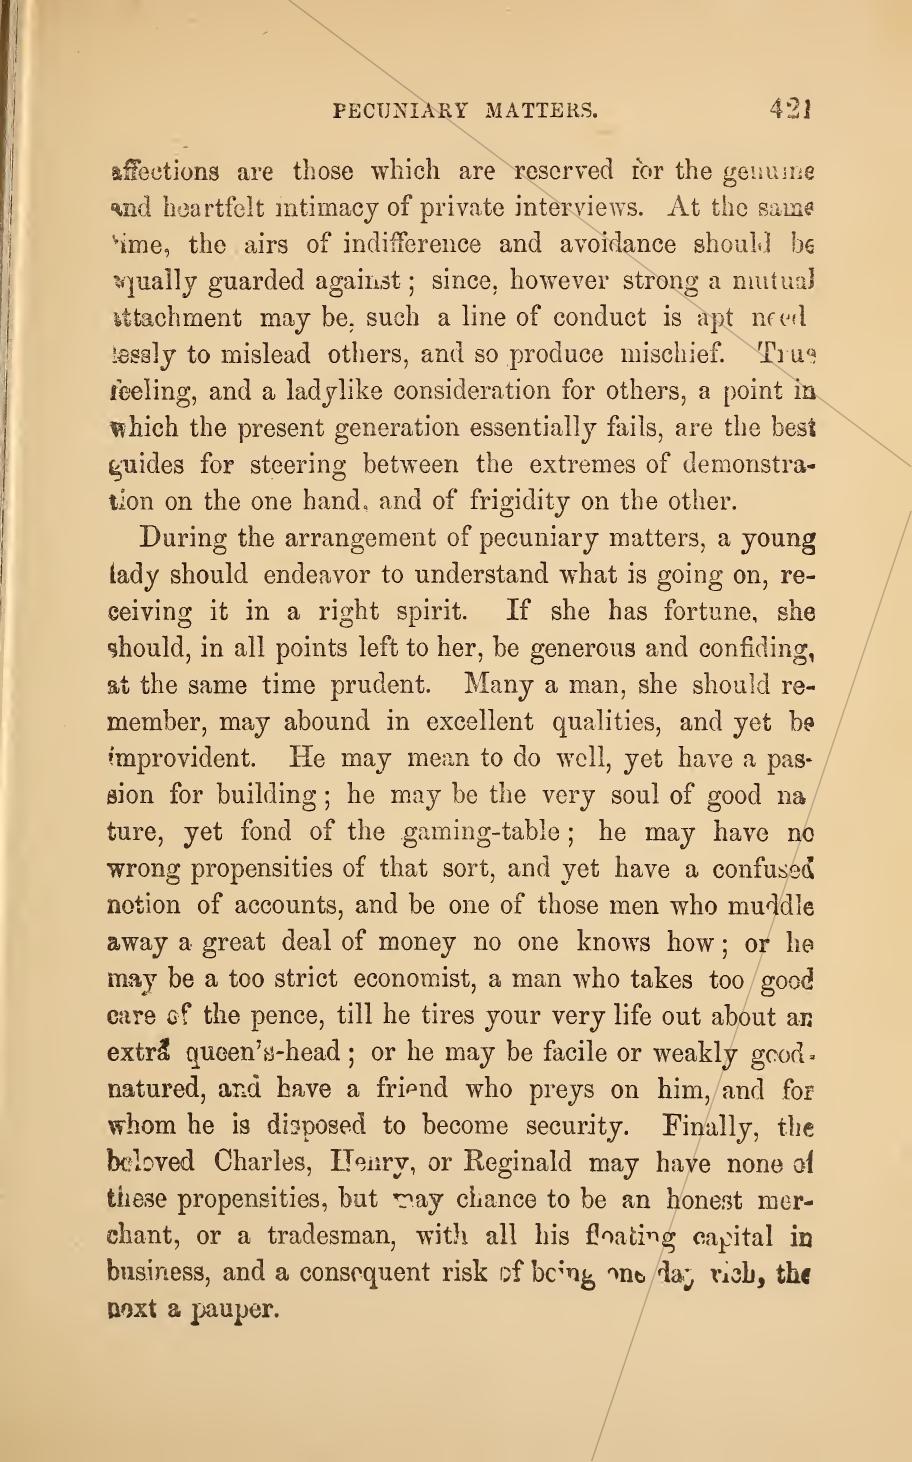 PECUNIARY MATTERS. 421
affections are those which are reserved for the genuine
and heartfelt intimacy of private interviews. At the same
time, the airs of indifference and avoidance should be
equally guarded against; since, however strong a mutual
attachment may be, such a line of conduct is apt need
lessly to mislead others, and so produce mischief. True
feeling, and a ladylike consideration for others, a point in
which the present generation essentially fails, are the best
guides for steering between the extremes of demonstra-
tion on the one hand, and of frigidity on the other.
During the arrangement of pecuniary matters, a young
lady should endeavor to understand what is going on, re-
ceiving it in a right spirit. If she has fortune, she
should, in all points left to her, be generous and confiding,
at the same time prudent. Many a man, she should re-
member, may abound in excellent qualities, and yet be
improvident. He may mean to do well, yet have a pas-
sion for building; he may be the very soul of good na
ture, yet fond of the gaming-table; he may have no
wrong propensities of that sort, and yet have a confused
notion of accounts, and be one of those men who muddle
away a great deal of money no one knows how; or he
may be a too strict economist, a man who takes too good
care of the pence, till he tires your very life out about an
extra queen's-head; or he may be facile or weakly good-
natured, and have a friend who preys on him, and for
whom he is disposed to become security. Finally, the
beloved Charles, Henry, or Reginald may have none of
these propensities, but may chance to be an honest mer-
chant, or a tradesman, with all his floating capital in
business, and a consequent risk of being one day rich, the
next a pauper.